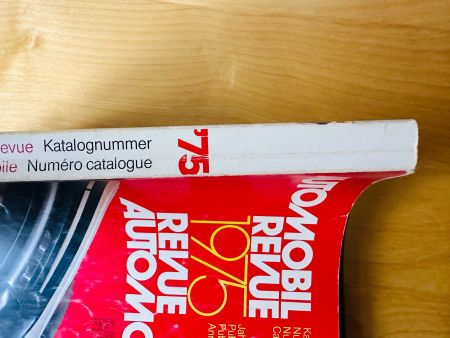 evue Katalognummer
bile Numéro catalogue
'75
AUTOMOBIL
REVUE
1975
REVUE
AUTOMO